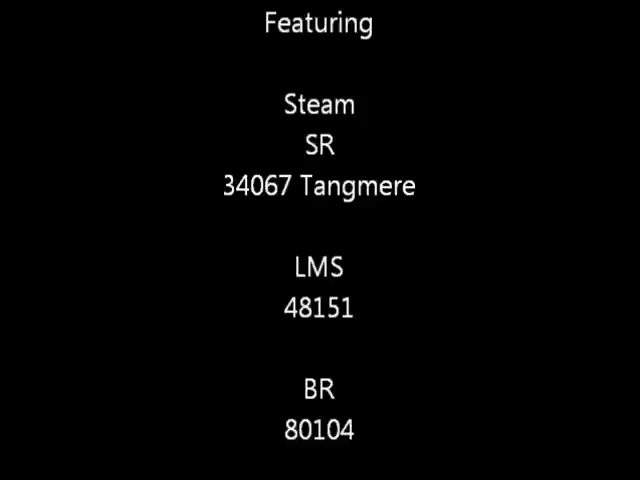 Featuring
Steam
SR
34067 Tangmere
LMS
48151
BR
80104